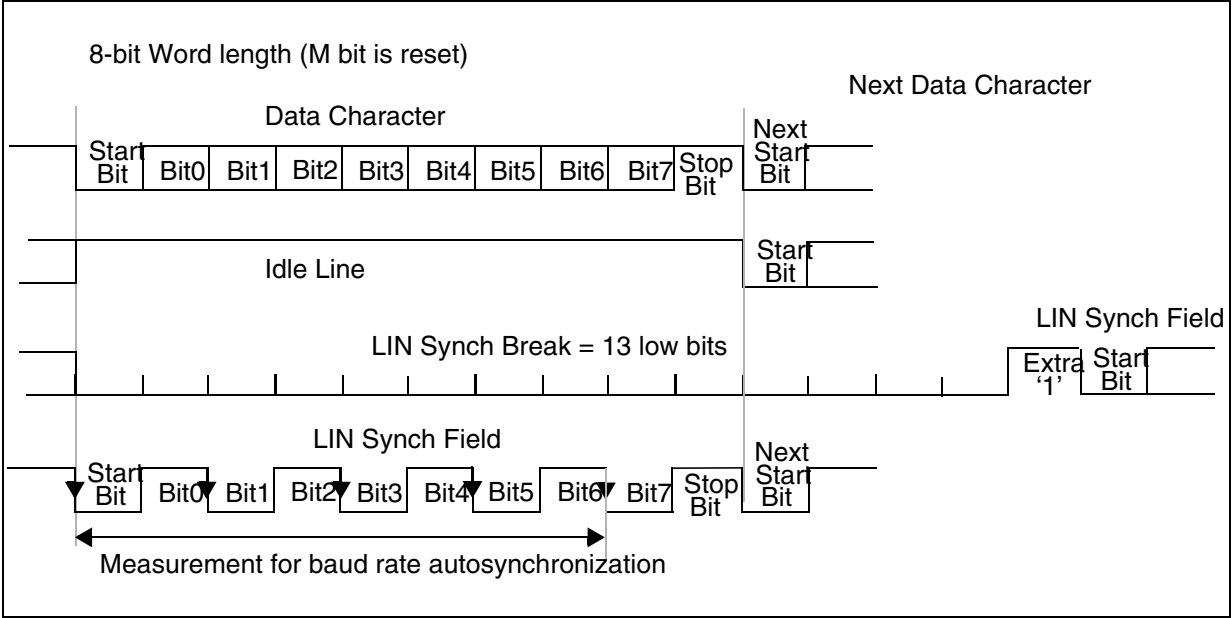 8-bit Word length (M bit is reset)
Next Data Character
Data Character
Start
Bit
Bit0
Bit1
Bit2
Bit3
Bit4
Bit5
Bit6
Bit7
Stop
Bit
Next
Start
Bit
Idle Line
Start
Bit
LIN Synch Field
LIN Synch Break = 13 low bits
Extra
‘1’
Start
Bit
LIN Synch Field
Start
Bit
Bit0
Bit1
Bit2
Bit3
Bit4
Bit5
Bit6
Bit7
Stop
Bit
Next
Start
Bit
Measurement for baud rate autosynchronization